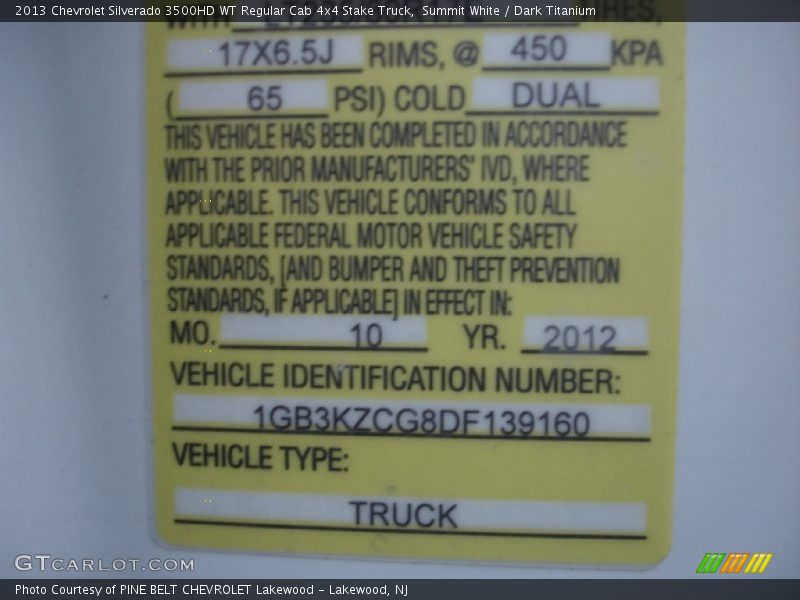 2013 Chevrolet Silverado 3500HD WT Regular Cab 4x4 Stake Truck, Summit White / Dark Titanium
17X6.5J RIMS, @ 450 KPA
( 65 PSI) COLD DUAL
THIS VEHICLE HAS BEEN COMPLETED IN ACCORDANCE
WITH THE PRIOR MANUFACTURERS' IVD, WHERE
APPLICABLE. THIS VEHICLE CONFORMS TO ALL
APPLICABLE FEDERAL MOTOR VEHICLE SAFETY
STANDARDS, [AND BUMPER AND THEFT PREVENTION
STANDARDS, IF APPLICABLE] IN EFFECT IN:
MO. 10 YR. 2012
VEHICLE IDENTIFICATION NUMBER:
1GB3KZCG8DF139160
VEHICLE TYPE:
TRUCK
GTCARLOT.COM
Photo Courtesy of PINE BELT CHEVROLET Lakewood - Lakewood, NJ